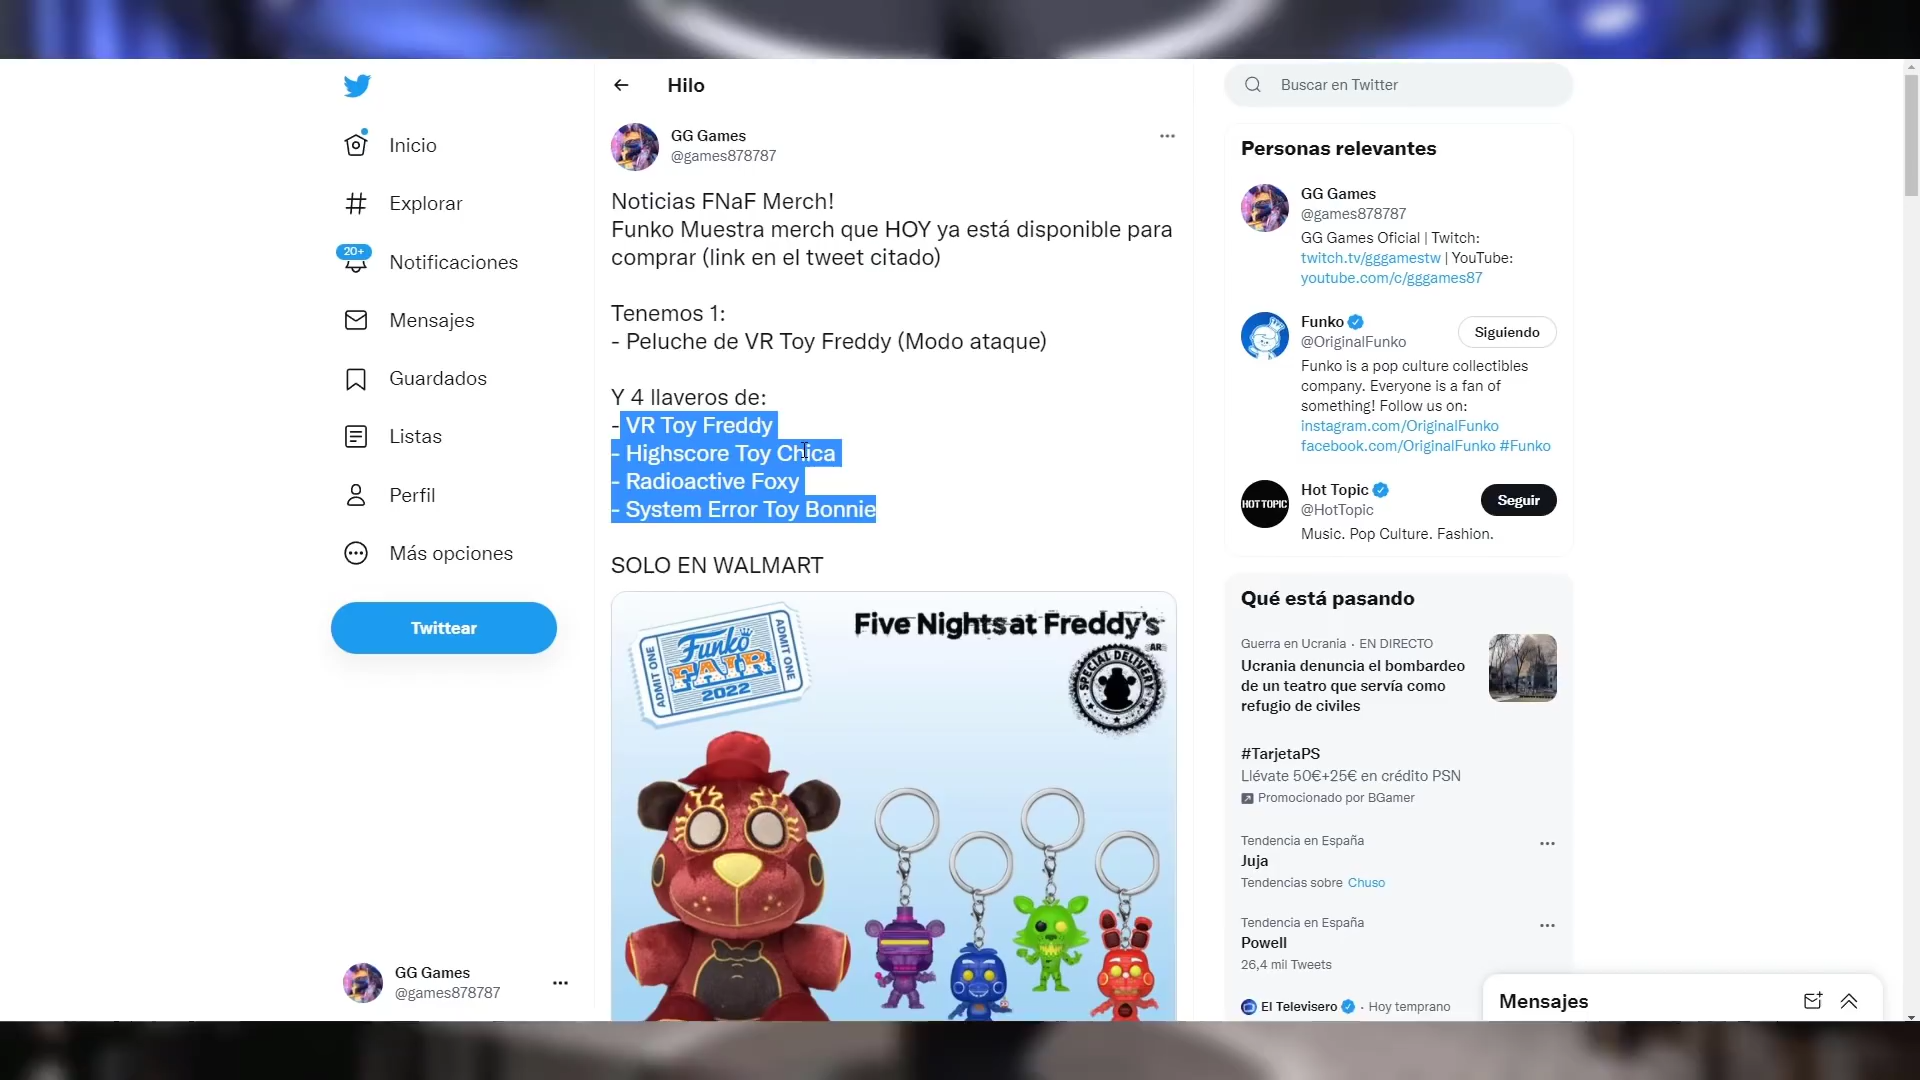 Hilo
Buscar en Twitter
Inicio
Explorar
20+
Notificaciones
Mensajes
Guardados
Listas
Perfil
Más opciones
Twittear
GG Games
@games878787
GG Games
@games878787
Noticias FNaF Merch!
Funko Muestra merch que HOY ya está disponible para
comprar (link en el tweet citado)
Tenemos 1:
- Peluche de VR Toy Freddy (Modo ataque)
Y 4 llaveros de:
- VR Toy Freddy
- Highscore Toy Chica
- Radioactive Foxy
- System Error Toy Bonnie
SOLO EN WALMART
ADMIT ONE
Funko
FAIR
2022
ADMIT ONE
Five Nights at Freddy's
AR
SPECIAL DELIVERY
Personas relevantes
GG Games
@games878787
GG Games Oficial | Twitch:
twitch.tv/gggamestw | YouTube:
youtube.com/c/gggames87
Funko
@OriginalFunko
Siguiendo
Funko is a pop culture collectibles
company. Everyone is a fan of
something! Follow us on:
instagram.com/OriginalFunko
facebook.com/OriginalFunko #Funko
HOT TOPIC
Hot Topic
@HotTopic
Seguir
Music. Pop Culture. Fashion.
Qué está pasando
Guerra en Ucrania · EN DIRECTO
Ucrania denuncia el bombardeo
de un teatro que servía como
refugio de civiles
#TarjetaPS
Llévate 50€+25€ en crédito PSN
Promocionado por BGamer
Tendencia en España
Juja
Tendencias sobre Chuso
Tendencia en España
Powell
26,4 mil Tweets
El Televisero · Hoy temprano
Mensajes